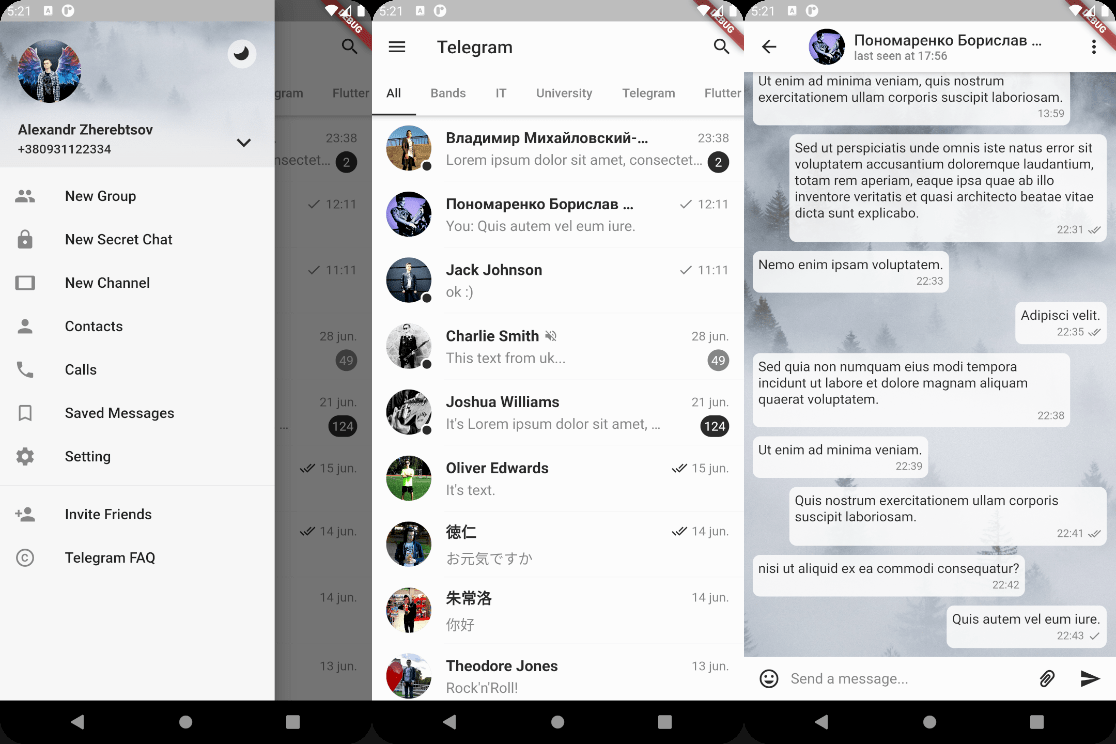 5:21
DEBUG
Alexandr Zherebtsov
+380931122334
New Group
New Secret Chat
New Channel
Contacts
Calls
Saved Messages
Setting
Invite Friends
Telegram FAQ
gram Flutter
23:38
nsectet... 2
12:11
11:11
28 jun.
49
21 jun.
... 124
15 jun.
14 jun.
14 jun.
13 jun.
5:21
DEBUG
Telegram
All Bands IT University Telegram Flutter
Владимир Михайловский-... 23:38
Lorem ipsum dolor sit amet, consectet... 2
Пономаренко Борислав ... 12:11
You: Quis autem vel eum iure.
Jack Johnson 11:11
ok :)
Charlie Smith 28 jun.
This text from uk... 49
Joshua Williams 21 jun.
It's Lorem ipsum dolor sit amet, ... 124
Oliver Edwards 15 jun.
It's text.
徳仁 14 jun.
お元気ですか
朱常洛 14 jun.
你好
Theodore Jones 13 jun.
Rock'n'Roll!
5:21
DEBUG
Пономаренко Борислав ...
last seen at 17:56
Ut enim ad minima veniam, quis nostrum
exercitationem ullam corporis suscipit laboriosam.
13:59
Sed ut perspiciatis unde omnis iste natus error sit
voluptatem accusantium doloremque laudantium,
totam rem aperiam, eaque ipsa quae ab illo
inventore veritatis et quasi architecto beatae vitae
dicta sunt explicabo.
22:31
Nemo enim ipsam voluptatem.
22:33
Adipisci velit.
22:35
Sed quia non numquam eius modi tempora
incidunt ut labore et dolore magnam aliquam
quaerat voluptatem.
22:38
Ut enim ad minima veniam.
22:39
Quis nostrum exercitationem ullam corporis
suscipit laboriosam.
22:41
nisi ut aliquid ex ea commodi consequatur?
22:42
Quis autem vel eum iure.
22:43
Send a message...